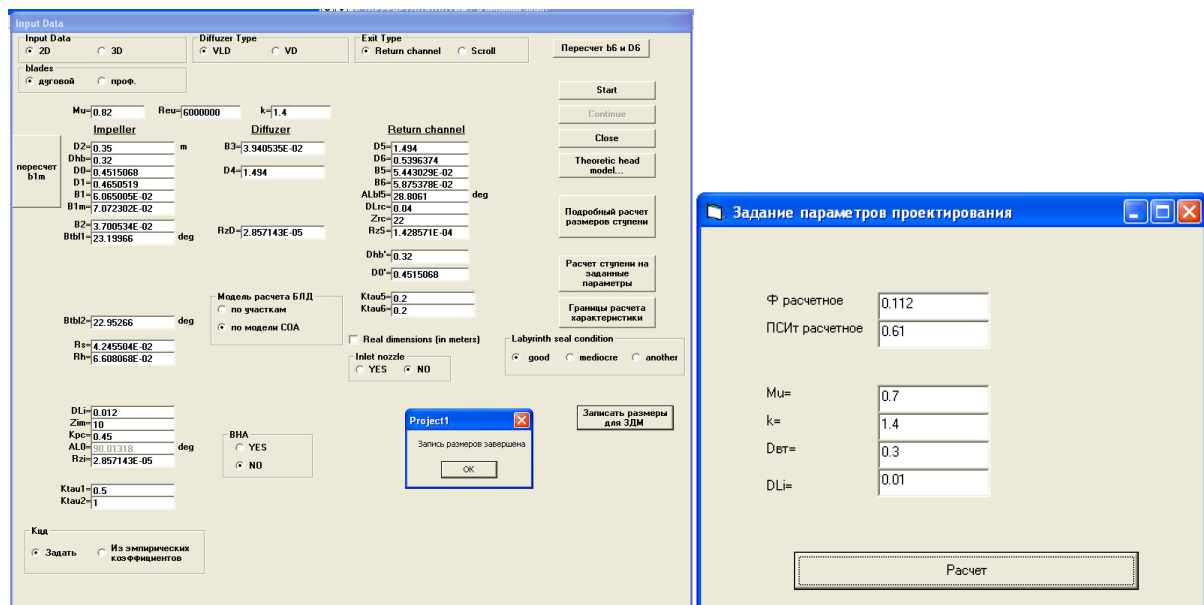 Input Data
Input Data
2D 3D
Diffuzer Type
VLD VD
Exit Type
Return channel Scroll
Пересчет b6 и D6
blades
дуговой проф.
Start
Continue
Close
Theoretic head
model...
Mu= 0.82 Reu= 6000000 k= 1.4
пересчет
b1m
Impeller
D2= 0.35 m
Dhb= 0.32
D0= 0.4515068
D1= 0.4650519
B1= 6.065005E-02
B1m= 7.072302E-02
B2= 3.700534E-02
Btbl1= 23.19966 deg
Btbl2= 22.95266 deg
Rs= 4.245504E-02
Rh= 6.608068E-02
DLi= 0.012
Zim= 10
Kpc= 0.45
AL0= 90.01318 deg
Rzi= 2.857143E-05
Ktau1= 0.5
Ktau2= 1
Diffuzer
B3= 3.940535E-02
D4= 1.494
RzD= 2.857143E-05
Модель расчета БЛД
по участкам
по модели СОА
ВНА
YES
NO
Return channel
D5= 1.494
D6= 0.5396374
B5= 5.443029E-02
B6= 5.875378E-02
ALbl5= 28.8061 deg
DLrc= 0.04
Zrc= 22
RzS= 1.428571E-04
Dhb'= 0.32
D0'= 0.4515068
Ktau5= 0.2
Ktau6= 0.2
Real dimensions (in meters)
Inlet nozzle
YES NO
Подробный расчет
размеров ступени
Расчет ступени на
заданные
параметры
Границы расчета
характеристики
Labyrinth seal condition
good mediocre another
Записать размеры
для 3ДМ
Project1
Запись размеров завершена
OK
Кцд
Задать Из эмпирических
коэффициентов
Задание параметров проектирования
Ф расчетное 0.112
ПСИт расчетное 0.61
Mu= 0.7
k= 1.4
Dвт= 0.3
DLi= 0.01
Расчет